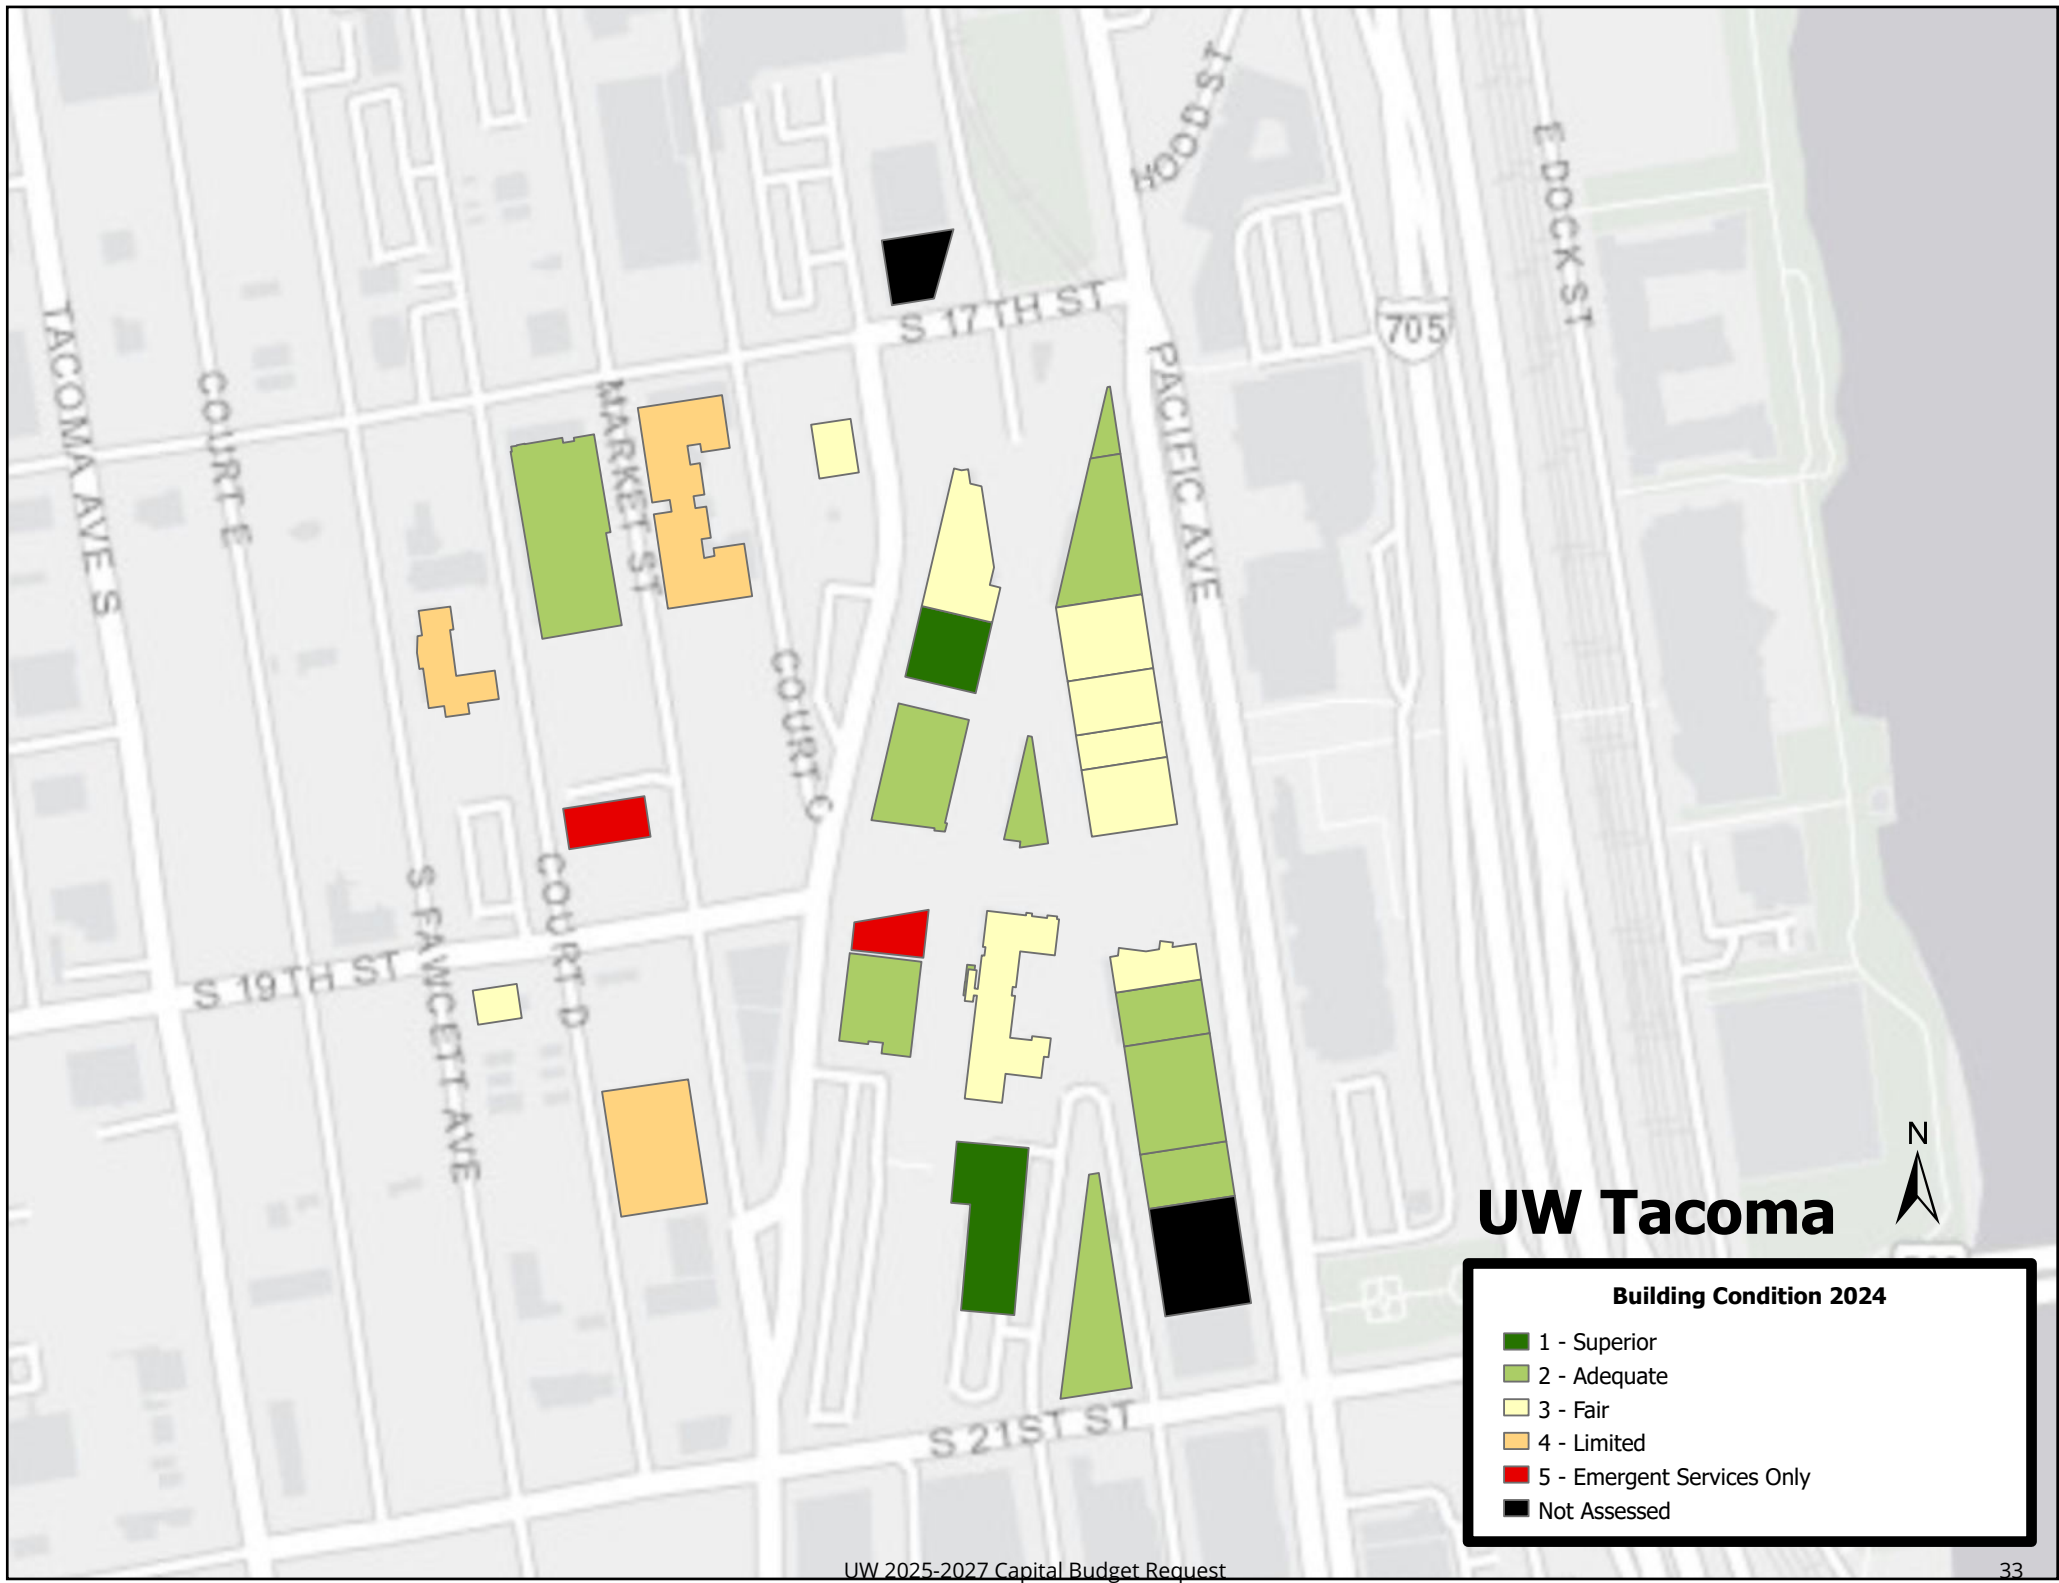 HOOD ST
E DOCK ST
S 17TH ST
705
TACOMA AVE S
COURT E
MARKET ST
PACIFIC AVE
COURT C
S FAWCETT AVE
COURT D
S 19TH ST
S 21ST ST
N
UW Tacoma
Building Condition 2024
1 - Superior
2 - Adequate
3 - Fair
4 - Limited
5 - Emergent Services Only
Not Assessed
UW 2025-2027 Capital Budget Request
33